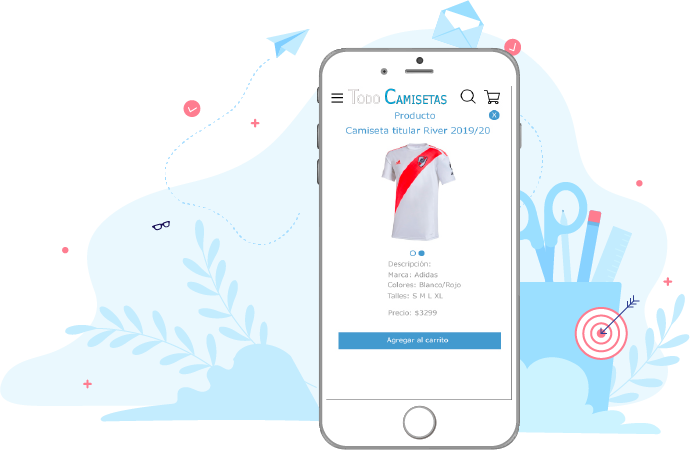 TODO CAMISETAS
Producto
X
Camiseta titular River 2019/20
Descripción:
Marca: Adidas
Colores: Blanco/Rojo
Talles: S M L XL
Precio: $3299
Agregar al carrito